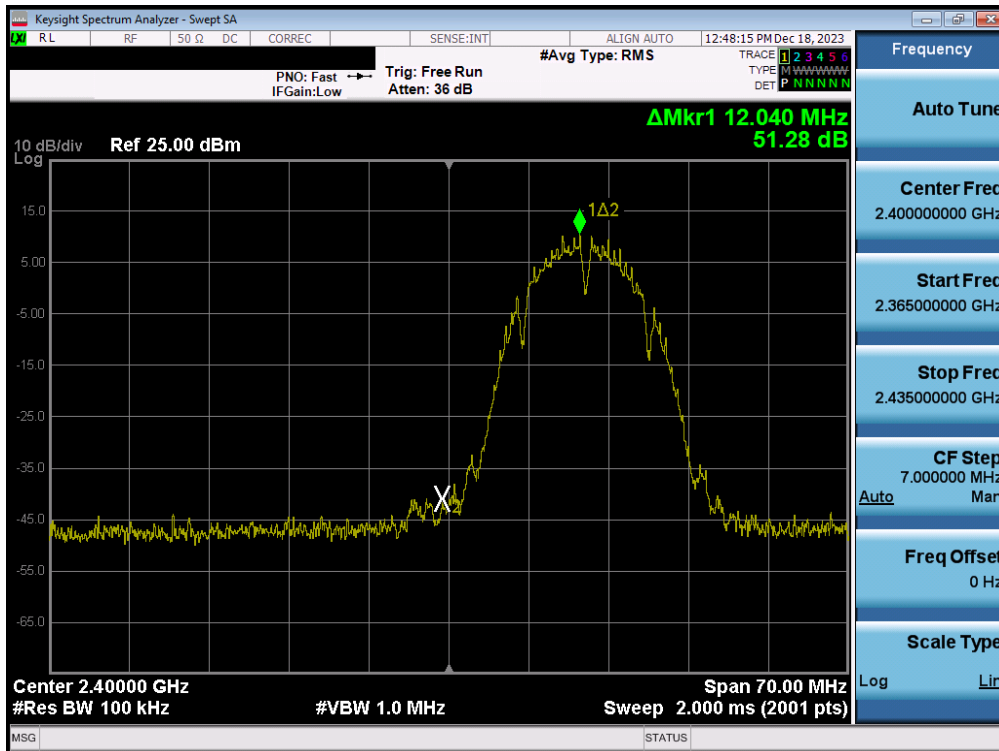 Keysight Spectrum Analyzer - Swept SA
LXI RL RF 50 Ω DC CORREC SENSE:INT ALIGN AUTO 12:48:15 PM Dec 18, 2023
PNO: Fast
IFGain:Low
Trig: Free Run
Atten: 36 dB
#Avg Type: RMS
TRACE 1 2 3 4 5 6
TYPE M W W W W W
DET P N N N N N
ΔMkr1 12.040 MHz
51.28 dB
10 dB/div Ref 25.00 dBm
Log
15.0
5.00
-5.00
-15.0
-25.0
-35.0
-45.0
-55.0
-65.0
1Δ2
X2
Center 2.40000 GHz Span 70.00 MHz
#Res BW 100 kHz #VBW 1.0 MHz Sweep 2.000 ms (2001 pts)
MSG STATUS
Frequency
Auto Tune
Center Freq
2.400000000 GHz
Start Freq
2.365000000 GHz
Stop Freq
2.435000000 GHz
CF Step
7.000000 MHz
Auto Man
Freq Offset
0 Hz
Scale Type
Log Lin